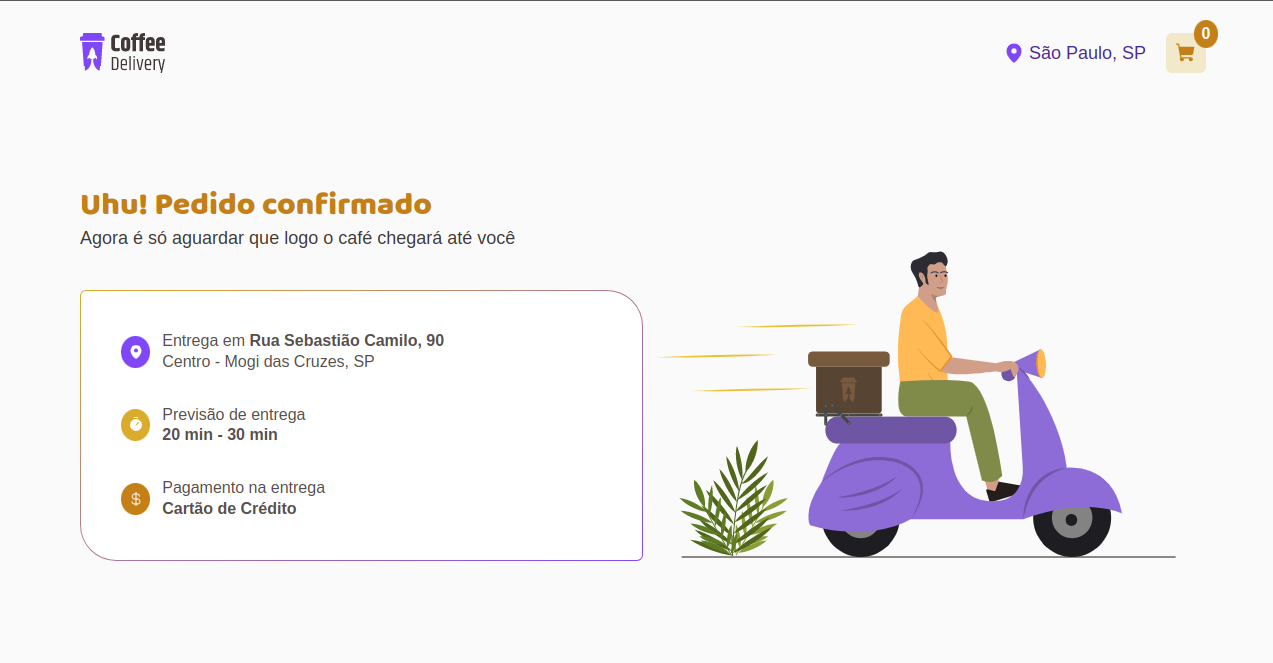 Coffee
Delivery
São Paulo, SP
0
Uhu! Pedido confirmado
Agora é só aguardar que logo o café chegará até você
Entrega em Rua Sebastião Camilo, 90
Centro - Mogi das Cruzes, SP
Previsão de entrega
20 min - 30 min
Pagamento na entrega
Cartão de Crédito